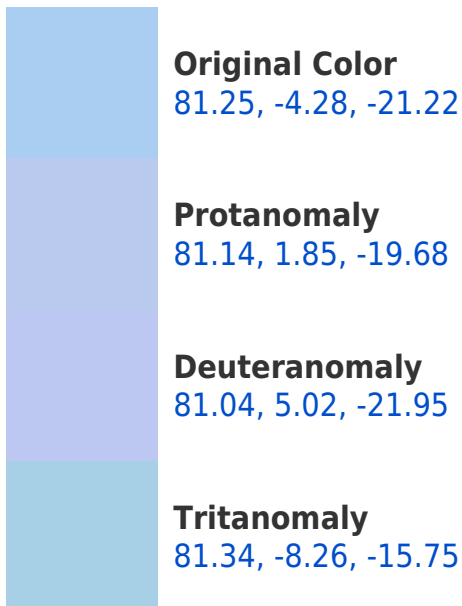 Original Color
81.25, -4.28, -21.22
Protanomaly
81.14, 1.85, -19.68
Deuteranomaly
81.04, 5.02, -21.95
Tritanomaly
81.34, -8.26, -15.75